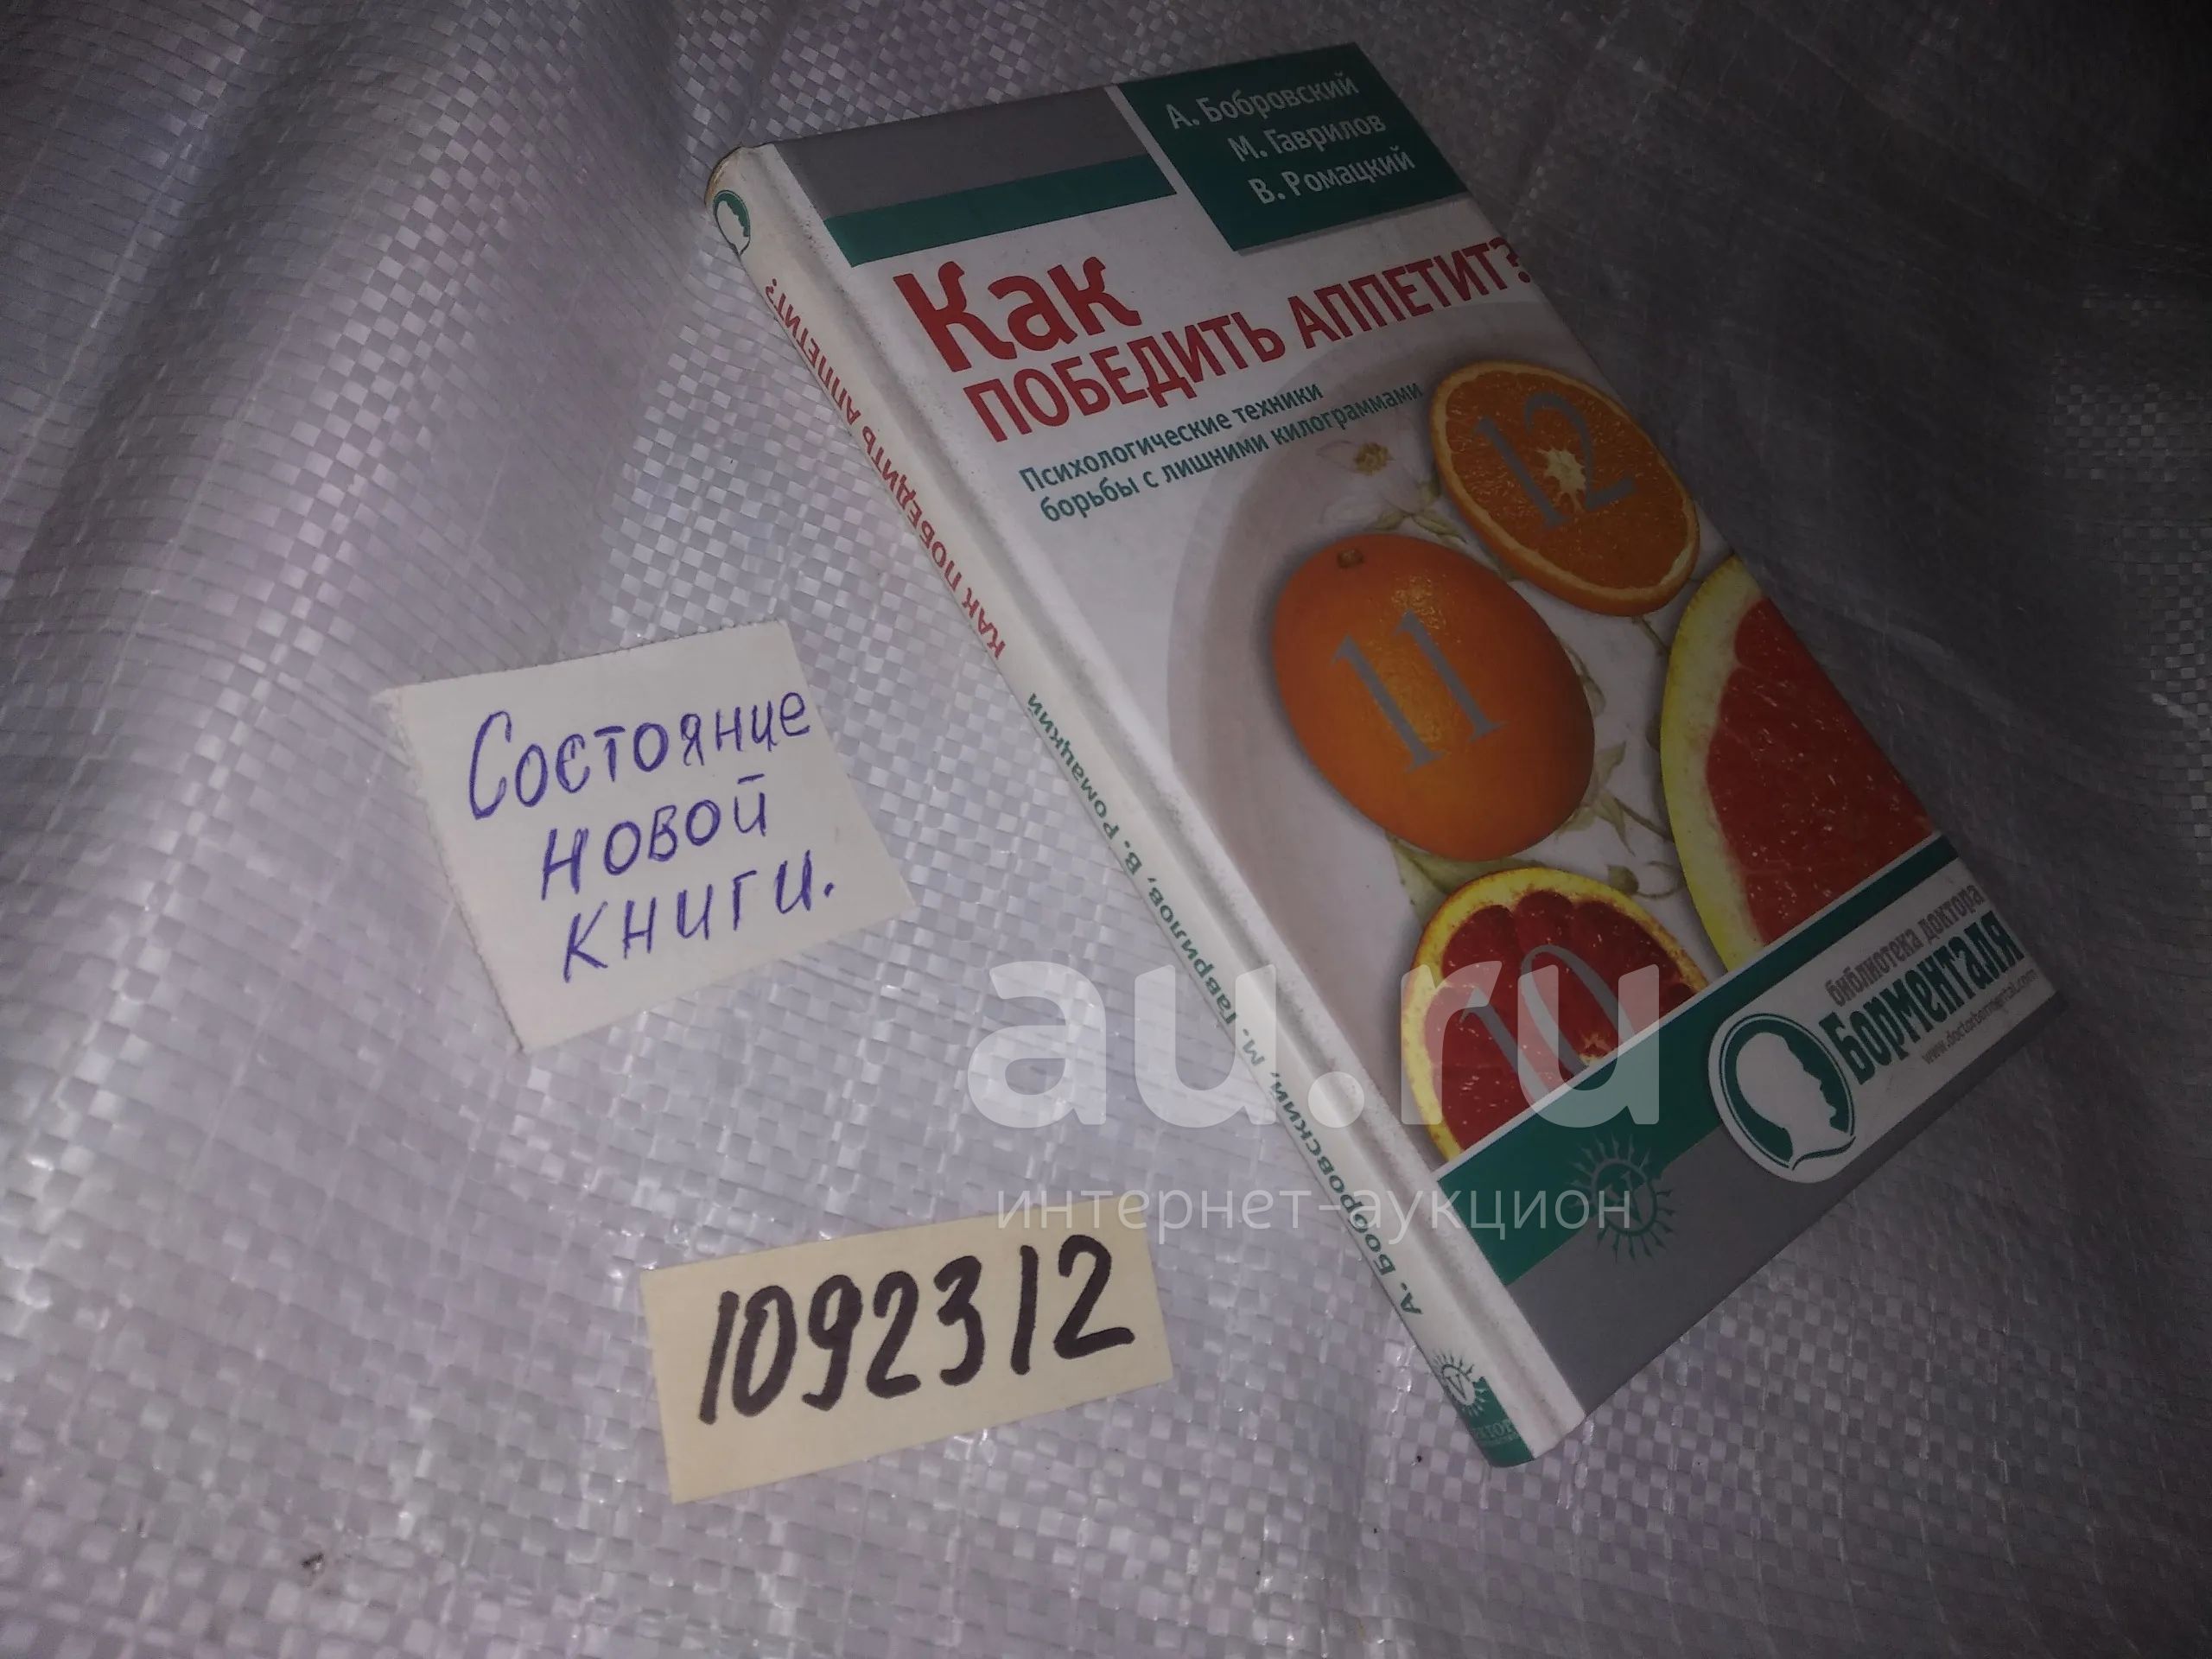 А. Бобровский
М. Гаврилов
В. Ромацкий
Как
ПОБЕДИТЬ АППЕТИТ?
Психологические техники
борьбы с лишними килограммами
12
11
10
библиотека доктора
Борменталя
www.doctorbormental.com
А. Бобровский, М. Гаврилов, В. Ромацкий КАК ПОБЕДИТЬ АППЕТИТ?
Состояние
новой
книги.
1092312
au.ru
интернет-аукцион